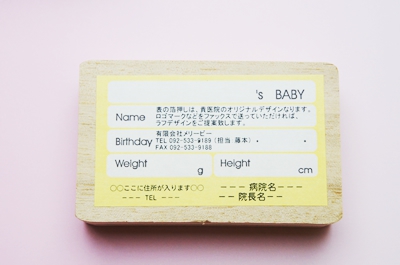 's BABY
表の箔押しは、貴医院のオリジナルデザインなります。
Name ロゴマークなどをファックスで送っていただければ、
ラフデザインをご提案致します。
有限会社メリービー
Birthday TEL 092-533-9189 (担当 藤本) ・ ・
FAX 092-533-9188
Weight g Height cm
○○ここに住所が入ります○○ --- 病院名---
--- TEL --- -- 院長名--